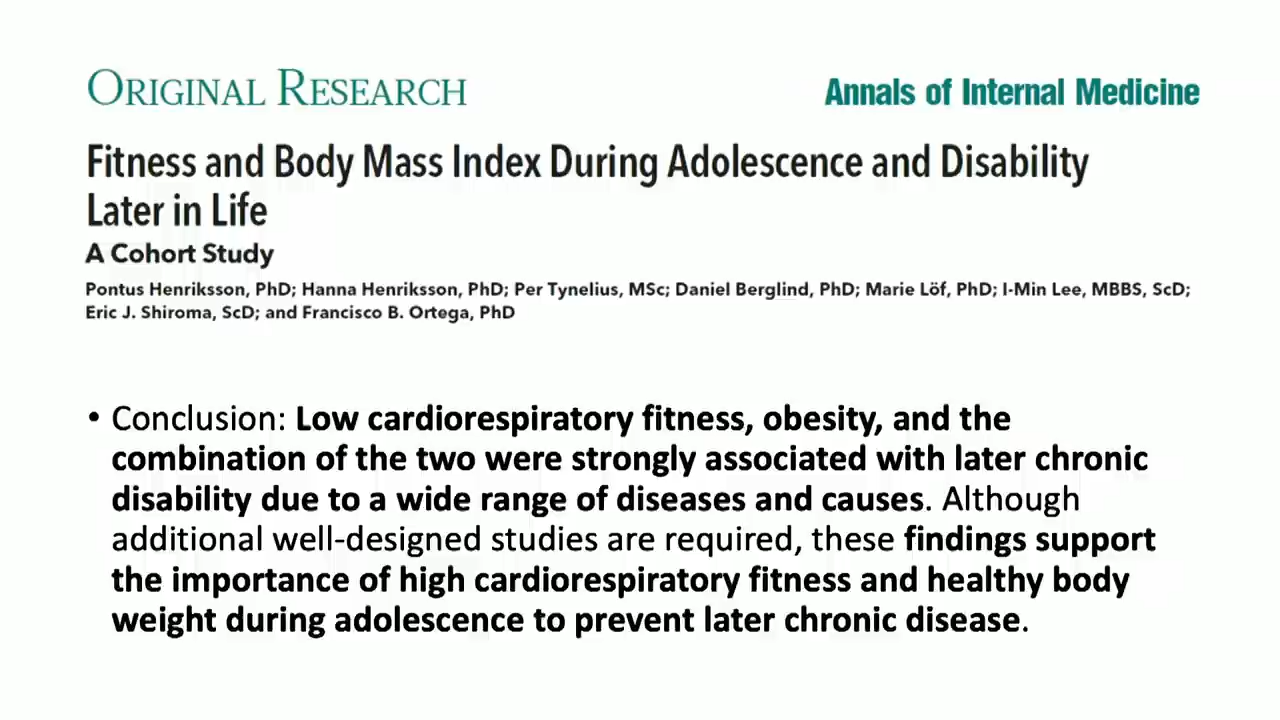 ORIGINAL RESEARCH
Annals of Internal Medicine
Fitness and Body Mass Index During Adolescence and Disability
Later in Life
A Cohort Study
Pontus Henriksson, PhD; Hanna Henriksson, PhD; Per Tynelius, MSc; Daniel Berglind, PhD; Marie Löf, PhD; I-Min Lee, MBBS, ScD;
Eric J. Shiroma, ScD; and Francisco B. Ortega, PhD
• Conclusion: Low cardiorespiratory fitness, obesity, and the
combination of the two were strongly associated with later chronic
disability due to a wide range of diseases and causes. Although
additional well-designed studies are required, these findings support
the importance of high cardiorespiratory fitness and healthy body
weight during adolescence to prevent later chronic disease.